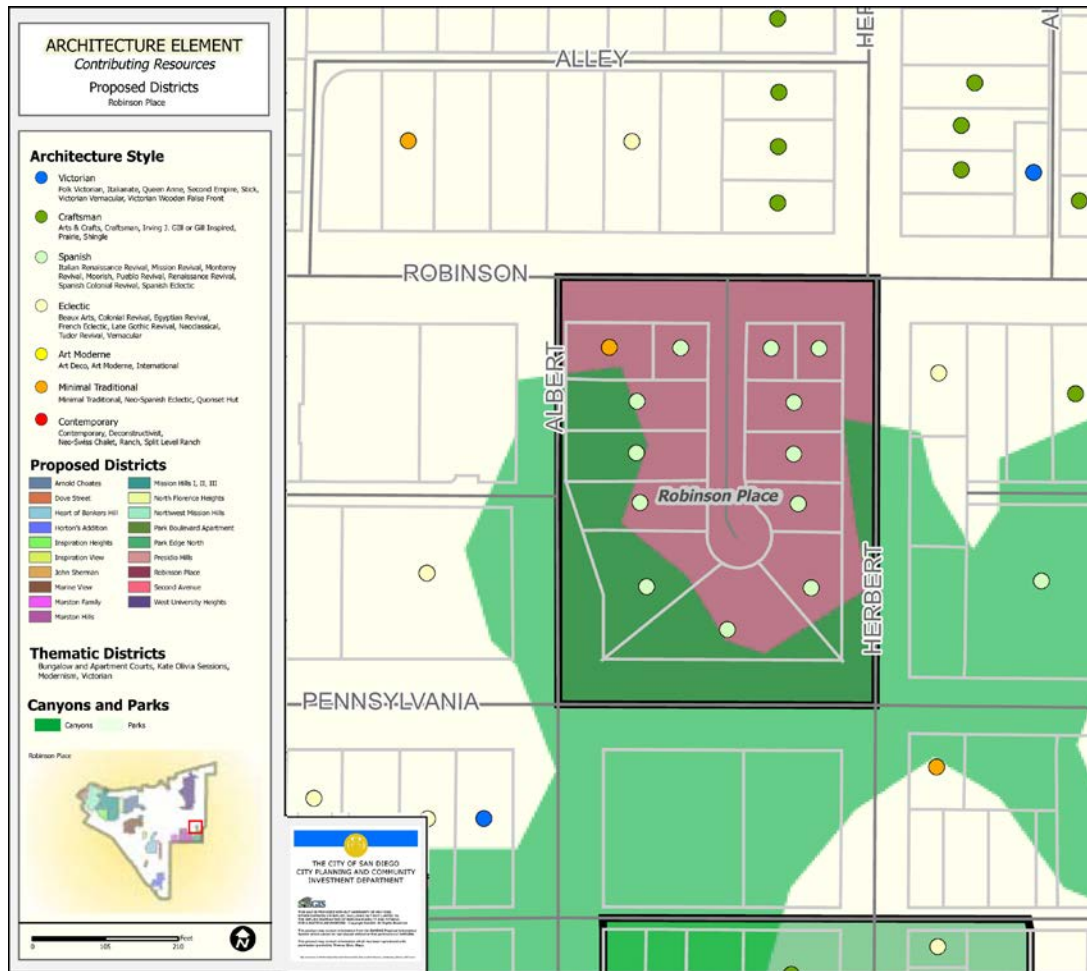 ARCHITECTURE ELEMENT
Contributing Resources
Proposed Districts
Robinson Place
Architecture Style
Victorian
Folk Victorian, Italianate, Queen Anne, Second Empire, Stick,
Victorian Vernacular, Victorian Wooden False Front
Craftsman
Arts & Crafts, Craftsman, Irving J. Gill or Gill Inspired,
Prairie, Shingle
Spanish
Italian Renaissance Revival, Mission Revival, Monterey
Revival, Moorish, Pueblo Revival, Renaissance Revival,
Spanish Colonial Revival, Spanish Eclectic
Eclectic
Beaux Arts, Colonial Revival, Egyptian Revival,
French Eclectic, Late Gothic Revival, Neoclassical,
Tudor Revival, Vernacular
Art Moderne
Art Deco, Art Moderne, International
Minimal Traditional
Minimal Traditional, Neo-Spanish Eclectic, Quonset Hut
Contemporary
Contemporary, Deconstructivist,
Neo-Swiss Chalet, Ranch, Split Level Ranch
Proposed Districts
Arnold Choates
Dove Street
Heart of Bankers Hill
Horton's Addition
Inspiration Heights
Inspiration View
John Sherman
Marine View
Marston Family
Marston Hills
Mission Hills I, II, III
North Florence Heights
Northwest Mission Hills
Park Boulevard Apartment
Park Edge North
Presidio Hills
Robinson Place
Second Avenue
West University Heights
Thematic Districts
Bungalow and Apartment Courts, Kate Olivia Sessions,
Modernism, Victorian
Canyons and Parks
Canyons
Parks
Robinson Place
Feet
0 105 210
N
ALLEY
HER
AL
ROBINSON
ALBERT
Robinson Place
HERBERT
PENNSYLVANIA
THE CITY OF SAN DIEGO
CITY PLANNING AND COMMUNITY
INVESTMENT DEPARTMENT